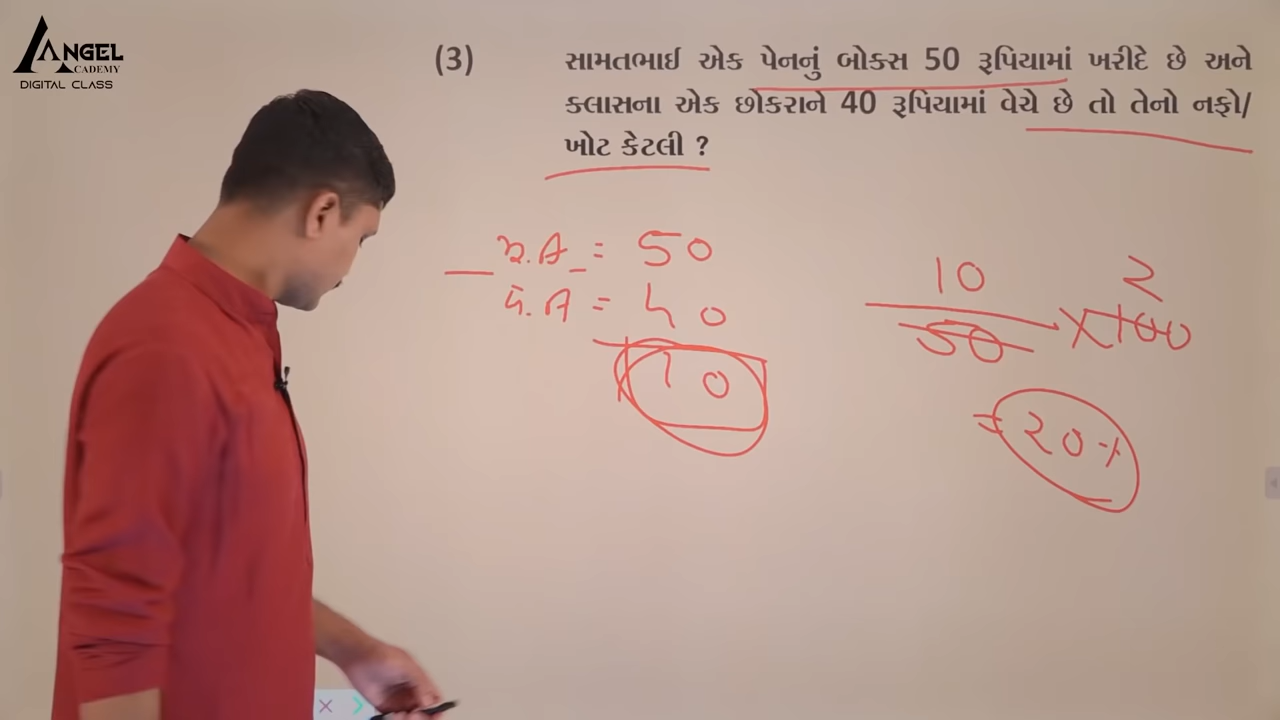 ANGEL
ACADEMY
DIGITAL CLASS
(3) સામતભાઈ એક પેનનું બોક્સ 50 રૂપિયામાં ખરીદે છે અને
ક્લાસના એક છોકરાને 40 રૂપિયામાં વેચે છે તો તેનો નફો/
ખોટ કેટલી ?
= 50
= 40
10
10 2
50 X 100
= 20%